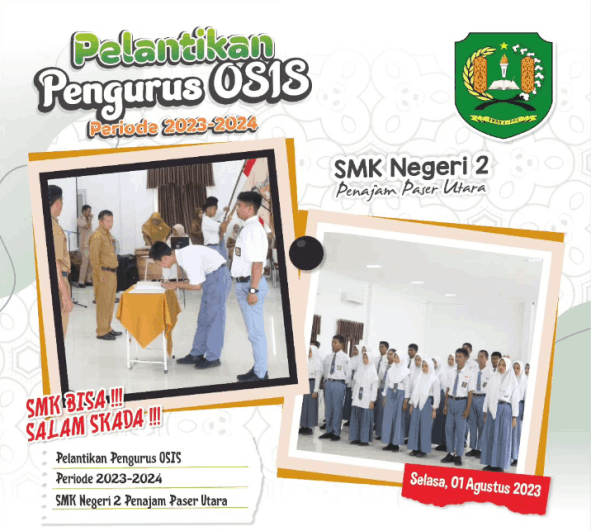 Pelantikan
Pengurus OSIS
Periode 2023-2024
SMK Negeri 2
Penajam Paser Utara
SMK BISA !!!
SALAM SKADA !!!
Pelantikan Pengurus OSIS
Periode 2023-2024
SMK Negeri 2 Penajam Paser Utara
Selasa, 01 Agustus 2023